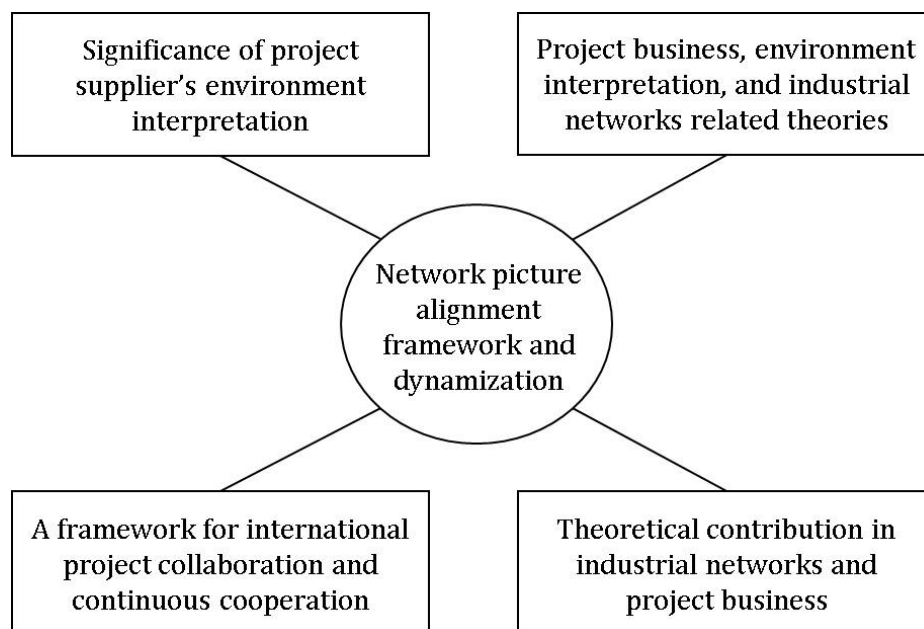 Significance of project
supplier’s environment
interpretation
Project business, environment
interpretation, and industrial
networks related theories
Network picture
alignment
framework and
dynamization
A framework for international
project collaboration and
continuous cooperation
Theoretical contribution in
industrial networks and
project business